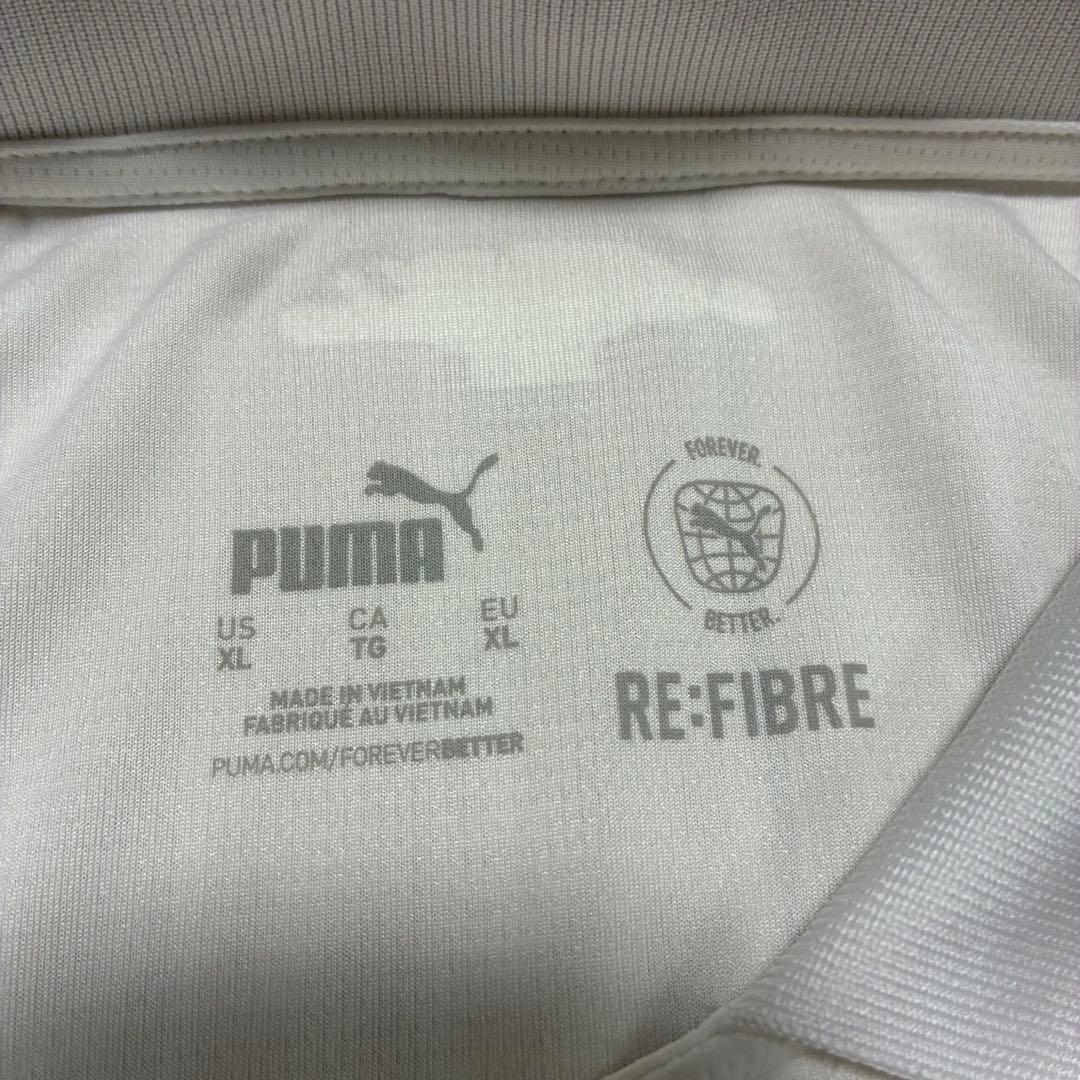 PUMA
US CA EU
XL TG XL
MADE IN VIETNAM
FABRIQUÉ AU VIETNAM
PUMA.COM/FOREVERBETTER
FOREVER.
BETTER.
RE:FIBRE